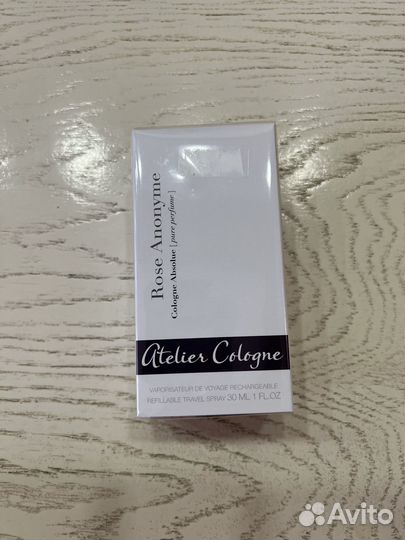 Rose Anonyme
Cologne Absolue [pure perfume]
Atelier Cologne
VAPORISATEUR DE VOYAGE RECHARGEABLE
REFILLABLE TRAVEL SPRAY 30 ML 1 FL.OZ
Avito